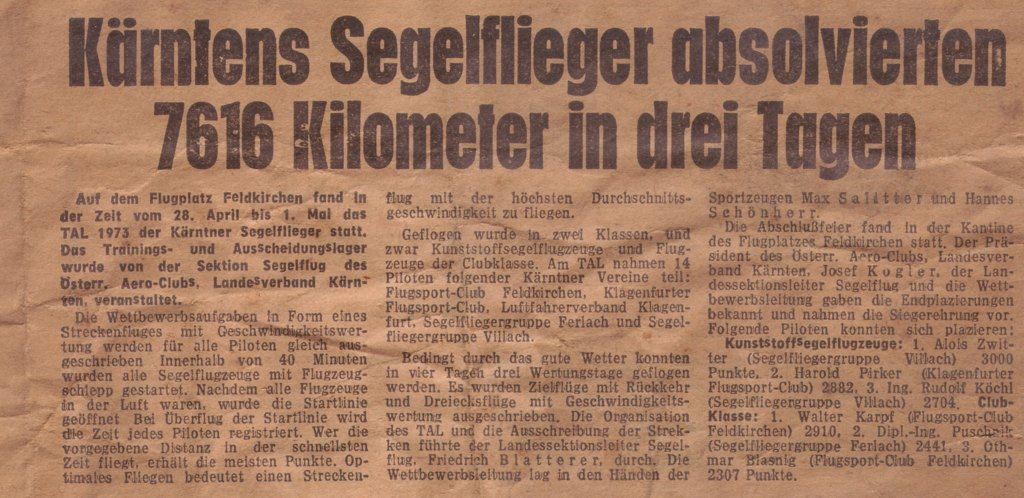 Kärntens Segelflieger absolvierten
7616 Kilometer in drei Tagen
Auf dem Flugplatz Feldkirchen fand in
der Zeit vom 28. April bis 1. Mai das
TAL 1973 der Kärntner Segelflieger statt.
Das Trainings- und Ausscheidungslager
wurde von der Sektion Segelflug des
Österr. Aero-Clubs, Landesverband Kärn-
ten, veranstaltet.
Die Wettbewerbsaufgaben in Form eines
Streckenfluges mit Geschwindigkeitswer-
tung werden für alle Piloten gleich aus-
geschrieben Innerhalb von 40 Minuten
wurden alle Segelflugzeuge mit Flugzeug-
schlepp gestartet. Nachdem alle Flugzeuge
in der Luft waren, wurde die Startlinie
geöffnet Bei Überflug der Startlinie wird
die Zeit jedes Piloten registriert. Wer die
vorgegebene Distanz in der schnellsten
Zeit fliegt, erhält die meisten Punkte. Op-
timales Fliegen bedeutet einen Strecken-
flug mit der höchsten Durchschnitts-
geschwindigkeit zu fliegen.
Geflogen wurde in zwei Klassen, und
zwar Kunststoffsegelflugzeuge und Flug-
zeuge der Clubklasse. Am TAL nahmen 14
Piloten folgender Kärntner Vereine teil:
Flugsport-Club Feldkirchen, Klagenfurter
Flugsport-Club, Luftfahrerverband Klagen-
furt, Segelfliegergruppe Ferlach und Segel-
fliegergruppe Villach.
Bedingt durch das gute Wetter konnten
in vier Tagen drei Wertungstage geflogen
werden. Es wurden Zielflüge mit Rückkehr
und Dreiecksflüge mit Geschwindigkeits-
wertung ausgeschrieben. Die Organisation
des TAL und die Ausschreibung der Strek-
ken führte der Landessektionsleiter Segel-
flug, Friedrich Blatterer, durch. Die
Wettbewerbsleitung lag in den Händen der
Sportzeugen Max Salitter und Hannes
Schönherr.
Die Abschlußfeier fand in der Kantine
des Flugplatzes Feldkirchen statt. Der Prä-
sident des Österr. Aero-Clubs, Landesver-
band Kärnten, Josef Kogler, der Lan-
dessektionsleiter Segelflug und die Wett-
bewerbsleitung gaben die Endplazierungen
bekannt und nahmen die Siegerehrung vor.
Folgende Piloten konnten sich plazieren:
Kunststoffsegelflugzeuge: 1. Alois Zwit-
ter (Segelfliegergruppe Villach) 3000
Punkte, 2. Harold Pirker (Klagenfurter
Flugsport-Club) 2882, 3. Ing. Rudolf Köchl
(Segelfliegergruppe Villach) 2704, Club-
Klasse: 1. Walter Karpf (Flugsport-Club
Feldkirchen) 2910, 2. Dipl.-Ing. Puschnik
(Segelfliegergruppe Ferlach) 2441, 3. Oth-
mar Blasnig (Flugsport-Club Feldkirchen)
2307 Punkte.